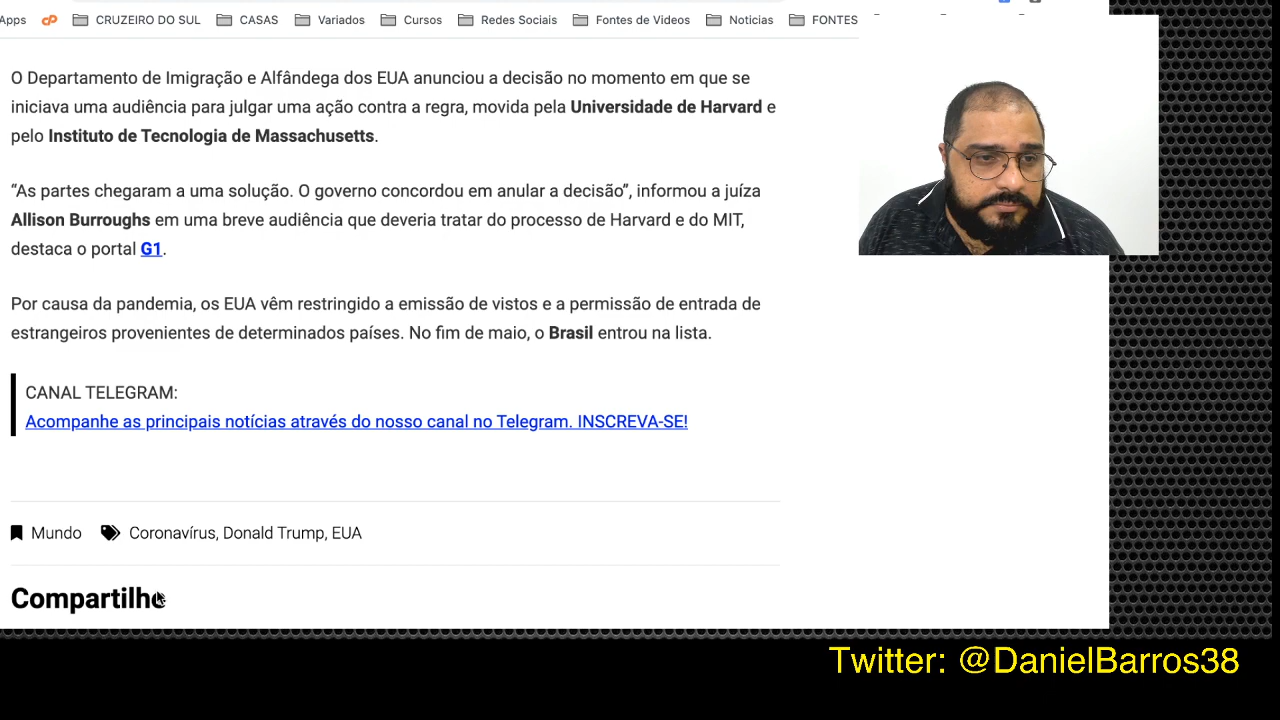 Apps CRUZEIRO DO SUL CASAS Variados Cursos Redes Sociais Fontes de Videos Noticias FONTES
O Departamento de Imigração e Alfândega dos EUA anunciou a decisão no momento em que se
iniciava uma audiência para julgar uma ação contra a regra, movida pela Universidade de Harvard e
pelo Instituto de Tecnologia de Massachusetts.
“As partes chegaram a uma solução. O governo concordou em anular a decisão”, informou a juíza
Allison Burroughs em uma breve audiência que deveria tratar do processo de Harvard e do MIT,
destaca o portal G1.
Por causa da pandemia, os EUA vêm restringido a emissão de vistos e a permissão de entrada de
estrangeiros provenientes de determinados países. No fim de maio, o Brasil entrou na lista.
CANAL TELEGRAM:
Acompanhe as principais notícias através do nosso canal no Telegram. INSCREVA-SE!
Mundo Coronavírus, Donald Trump, EUA
Compartilhe
Twitter: @DanielBarros38